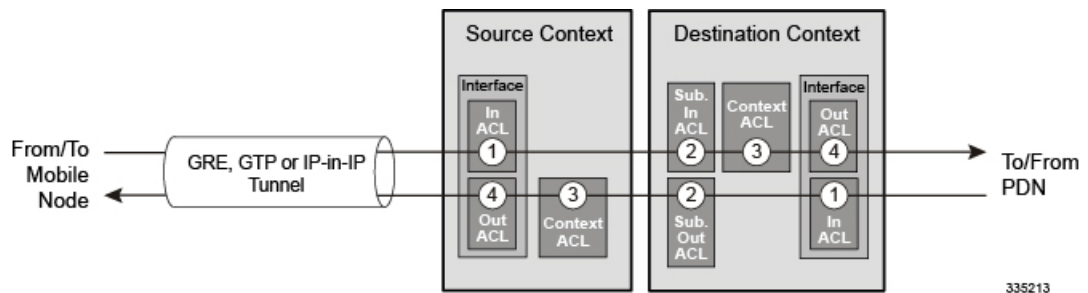 Source Context
Destination Context
Interface
In
ACL
1
4
Out
ACL
3
Context
ACL
Sub.
In
ACL
2
Context
ACL
3
Interface
Out
ACL
4
2
Sub.
Out
ACL
1
In
ACL
From/To
Mobile
Node
GRE, GTP or IP-in-IP
Tunnel
To/From
PDN
335213